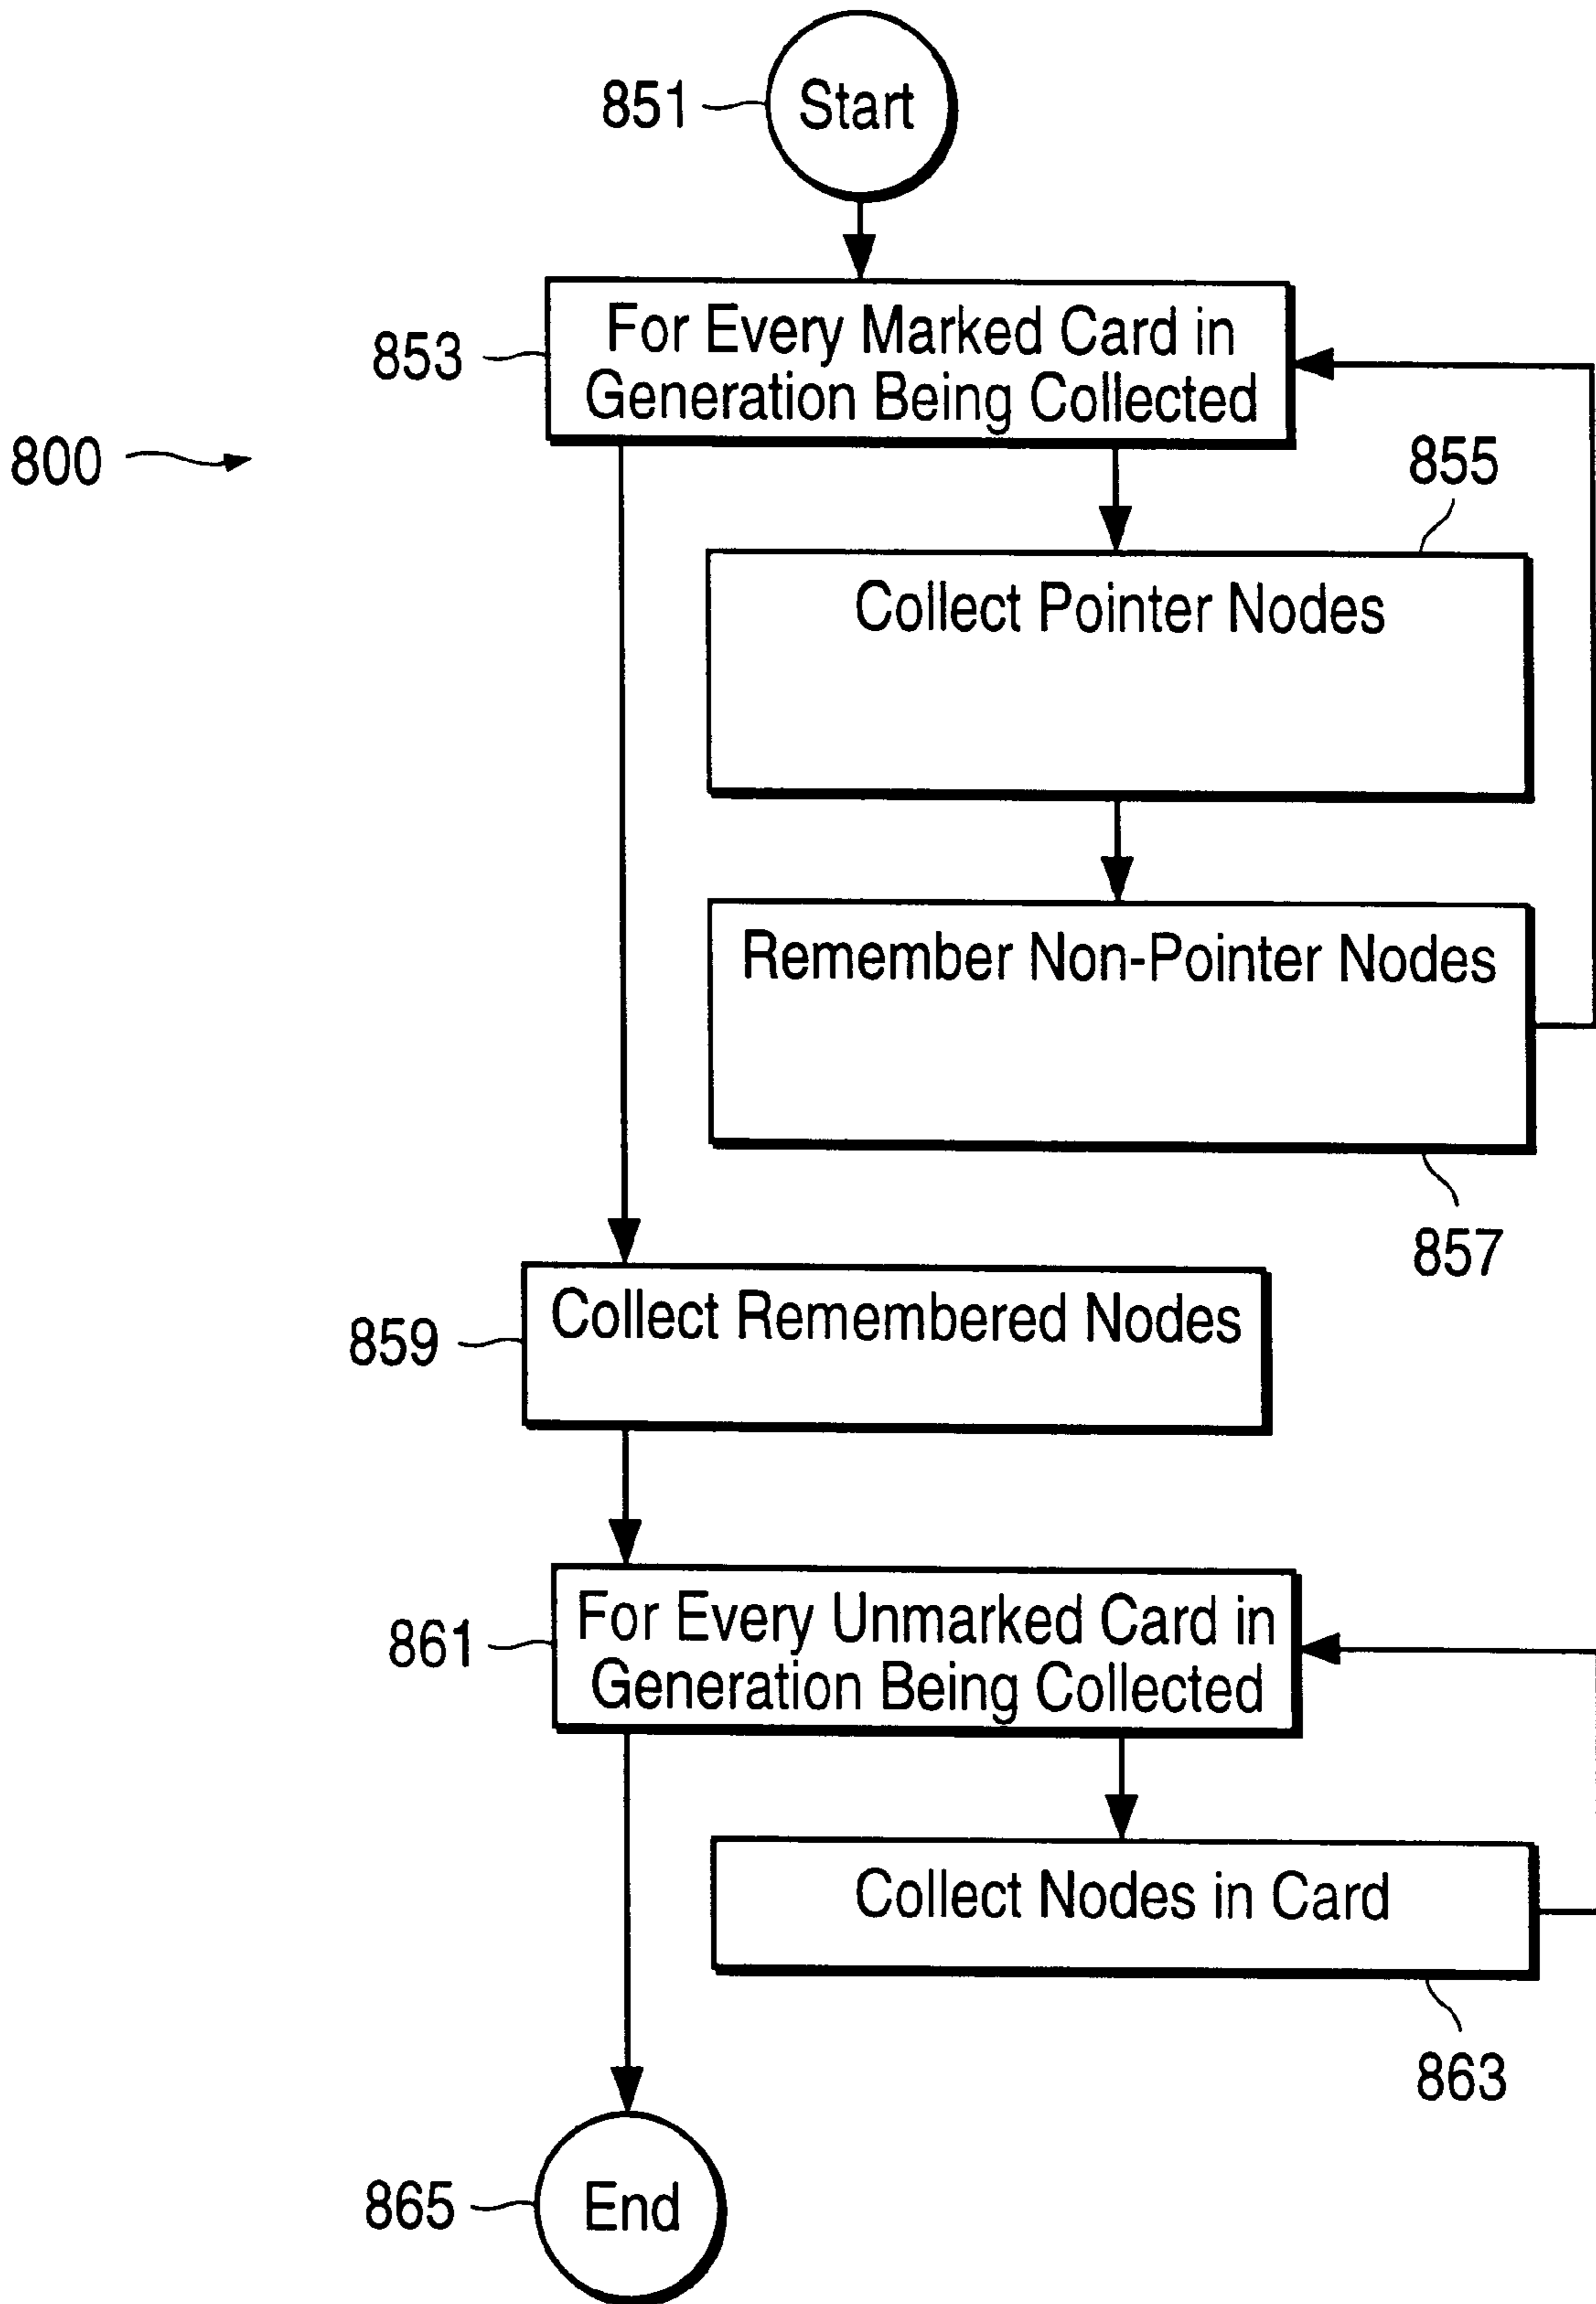 851
Start
853
For Every Marked Card in
Generation Being Collected
800
855
Collect Pointer Nodes
Remember Non-Pointer Nodes
857
859
Collect Remembered Nodes
861
For Every Unmarked Card in
Generation Being Collected
Collect Nodes in Card
863
865
End